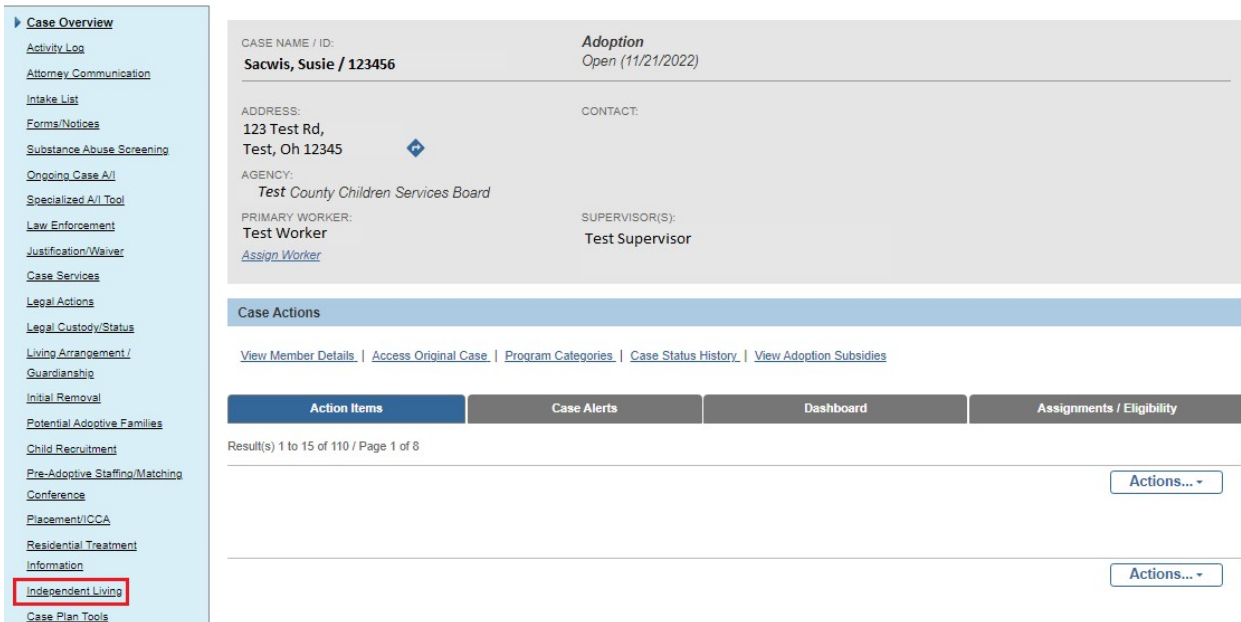 Case Overview
Activity Log
Attorney Communication
Intake List
Forms/Notices
Substance Abuse Screening
Ongoing Case A/I
Specialized A/I Tool
Law Enforcement
Justification/Waiver
Case Services
Legal Actions
Legal Custody/Status
Living Arrangement /
Guardianship
Initial Removal
Potential Adoptive Families
Child Recruitment
Pre-Adoptive Staffing/Matching
Conference
Placement/ICCA
Residential Treatment
Information
Independent Living
Case Plan Tools
CASE NAME / ID:
Sacwis, Susie / 123456
Adoption
Open (11/21/2022)
ADDRESS:
123 Test Rd,
Test, Oh 12345
CONTACT:
AGENCY:
Test County Children Services Board
PRIMARY WORKER:
Test Worker
Assign Worker
SUPERVISOR(S):
Test Supervisor
Case Actions
View Member Details | Access Original Case | Program Categories | Case Status History | View Adoption Subsidies
Action Items Case Alerts Dashboard Assignments / Eligibility
Result(s) 1 to 15 of 110 / Page 1 of 8
Actions...
Actions...